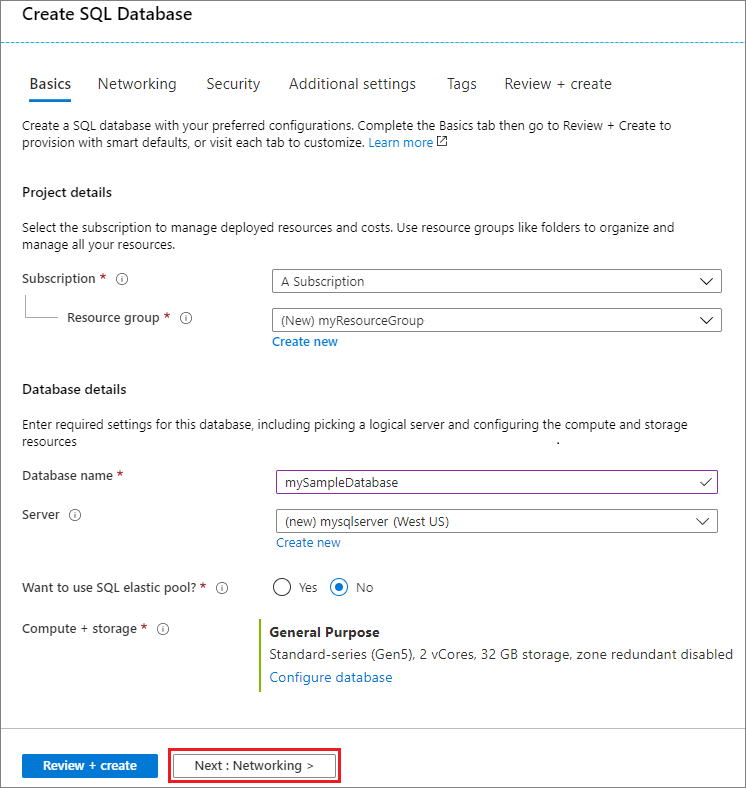 Create SQL Database
Basics Networking Security Additional settings Tags Review + create
Create a SQL database with your preferred configurations. Complete the Basics tab then go to Review + Create to
provision with smart defaults, or visit each tab to customize. Learn more
Project details
Select the subscription to manage deployed resources and costs. Use resource groups like folders to organize and
manage all your resources.
Subscription * A Subscription
Resource group * (New) myResourceGroup
Create new
Database details
Enter required settings for this database, including picking a logical server and configuring the compute and storage
resources .
Database name * mySampleDatabase
Server (new) mysqlserver (West US)
Create new
Want to use SQL elastic pool? * Yes No
Compute + storage * General Purpose
Standard-series (Gen5), 2 vCores, 32 GB storage, zone redundant disabled
Configure database
Review + create Next : Networking >